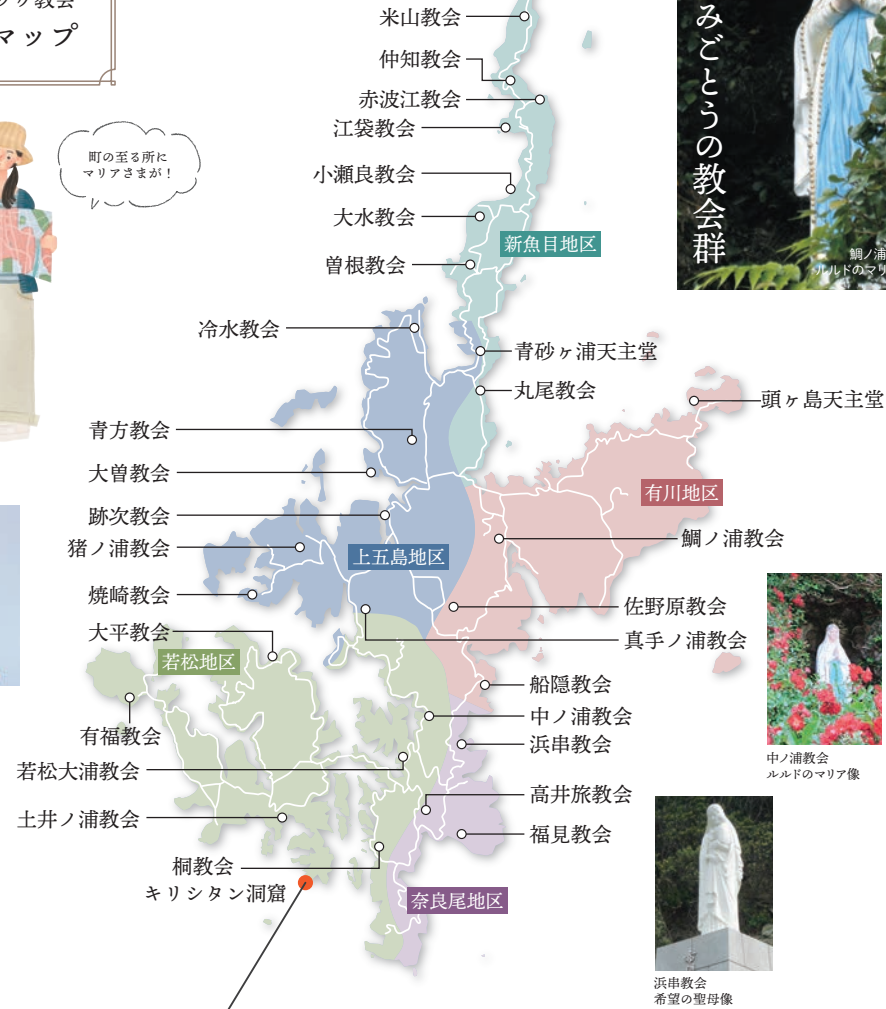 教会
マップ
町の至る所に
マリアさまが！
みごとうの教会群
鯛ノ浦
ルルドのマリ
米山教会
仲知教会
赤波江教会
江袋教会
小瀬良教会
大水教会
新魚目地区
曽根教会
冷水教会
青砂ヶ浦天主堂
丸尾教会
頭ヶ島天主堂
青方教会
大曽教会
有川地区
跡次教会
鯛ノ浦教会
猪ノ浦教会
上五島地区
焼崎教会
佐野原教会
大平教会
真手ノ浦教会
若松地区
船隠教会
中ノ浦教会
有福教会
浜串教会
若松大浦教会
高井旅教会
土井ノ浦教会
福見教会
桐教会
キリシタン洞窟
奈良尾地区
中ノ浦教会
ルルドのマリア像
浜串教会
希望の聖母像